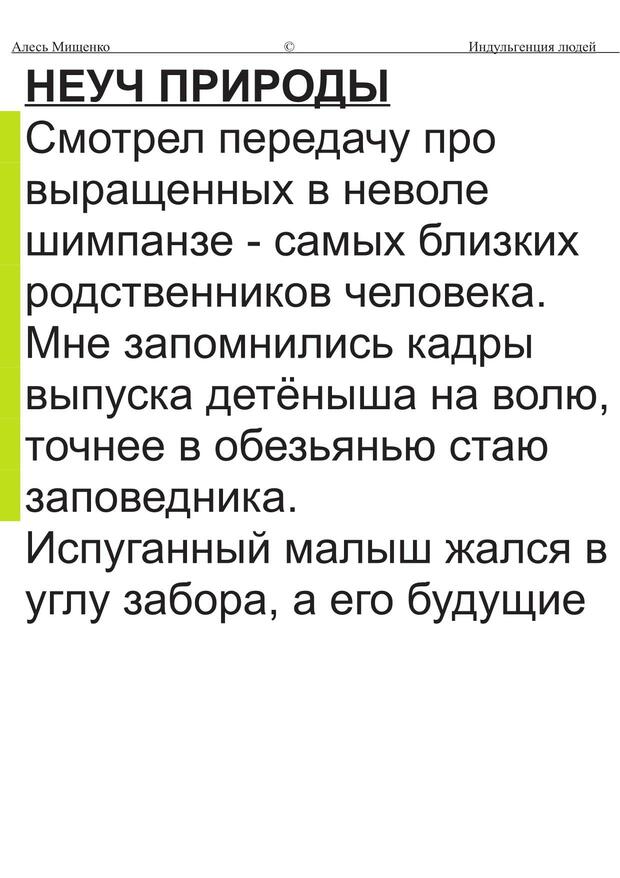 Алесь Мищенко © Индульгенция людей
НЕУЧ ПРИРОДЫ
Смотрел передачу про
выращенных в неволе
шимпанзе - самых близких
родственников человека.
Мне запомнились кадры
выпуска детёныша на волю,
точнее в обезьянью стаю
заповедника.
Испуганный малыш жался в
углу забора, а его будущие